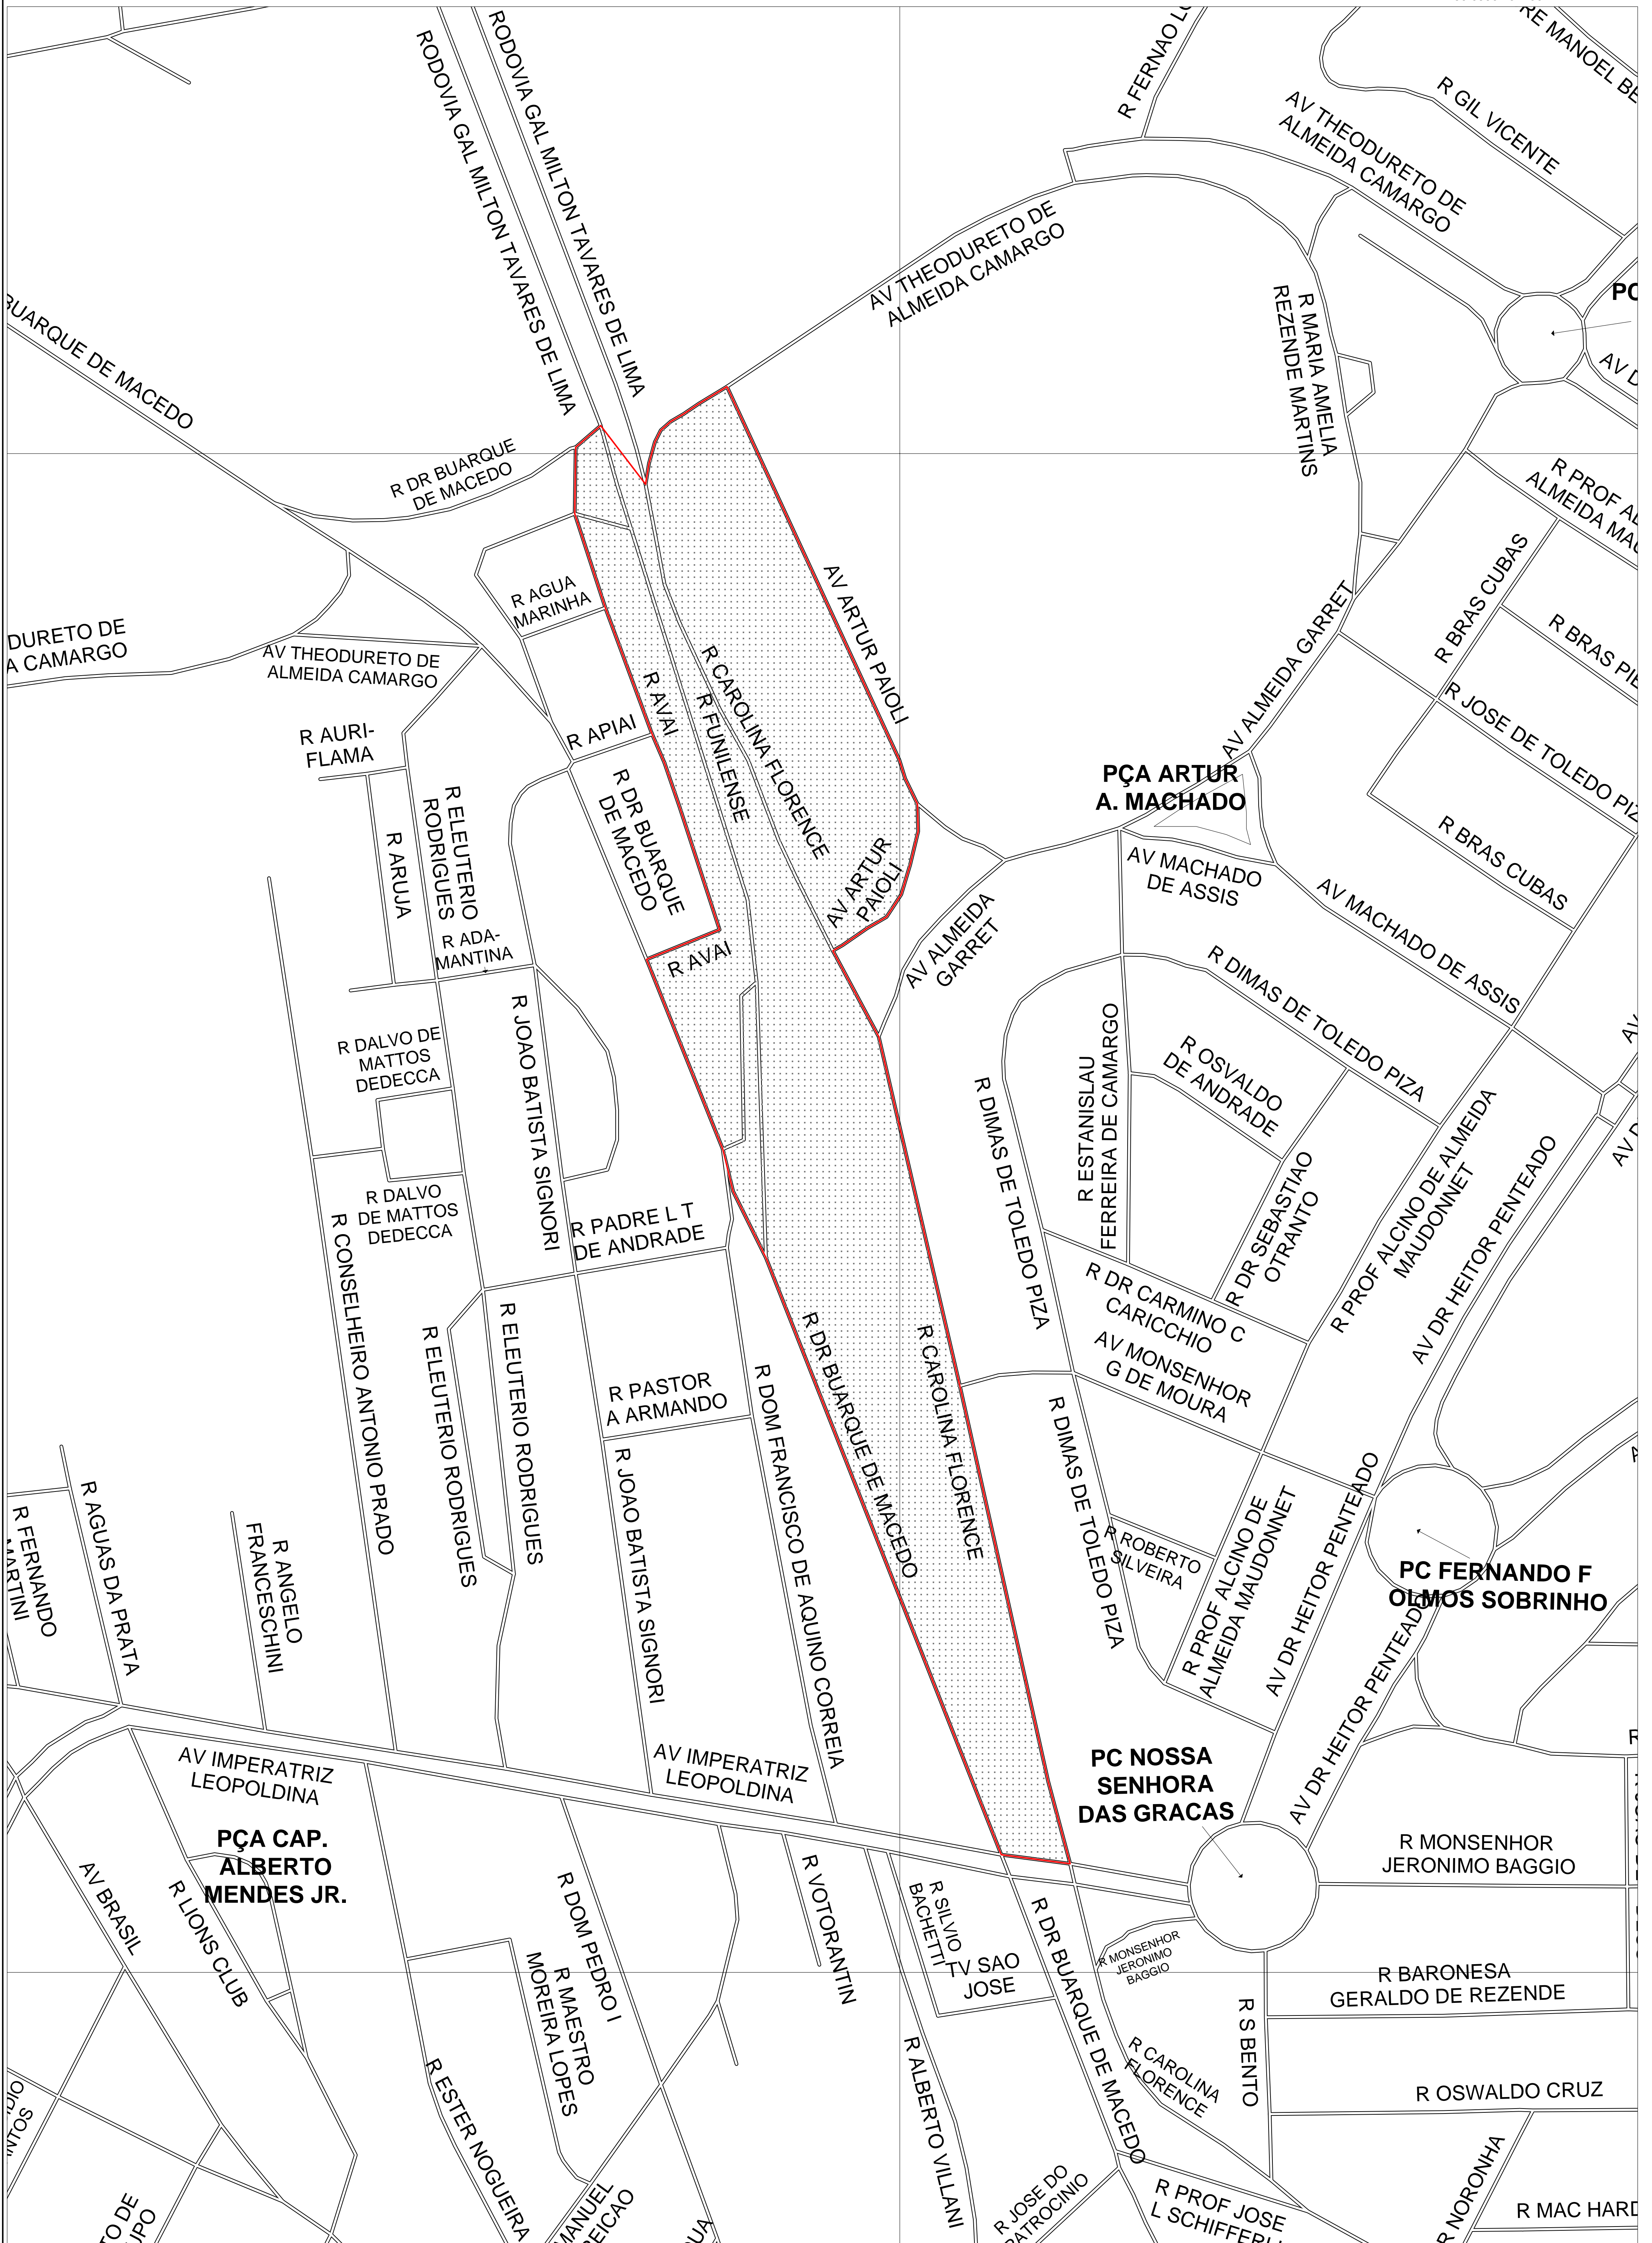 RODOVIA GAL MILTON TAVARES DE LIMA
RODOVIA GAL MILTON TAVARES DE LIMA
R FERNAO
R GIL VICENTE
AV THEODURETO DE
ALMEIDA CAMARGO
AV THEODURETO DE
ALMEIDA CAMARGO
R MARIA AMELIA
REZENDE MARTINS
BUARQUE DE MACEDO
R DR BUARQUE
DE MACEDO
R AGUA
MARINHA
AV ARTUR PAIOLI
R BRAS CUBAS
DURETO DE
A CAMARGO
AV THEODURETO DE
ALMEIDA CAMARGO
R AVAI
R FUNILENSE
R CAROLINA FLORENCE
AV ALMEIDA GARRET
R AURI-
FLAMA
R APIAI
R ELEUTERIO
RODRIGUES
R ARUJA
R DR BUARQUE
DE MACEDO
PÇA ARTUR
A. MACHADO
AV ARTUR
PAIOLI
AV MACHADO
DE ASSIS
R BRAS CUBAS
AV MACHADO DE ASSIS
R ADA-
MANTINA
R AVAI
AV ALMEIDA
GARRET
R DIMAS DE TOLEDO PIZA
R DALVO DE
MATTOS
DEDECCA
R JOAO BATISTA SIGNORI
R DIMAS DE TOLEDO PIZA
R ESTANISLAU
FERREIRA DE CAMARGO
R OSVALDO
DE ANDRADE
R DR SEBASTIAO
OTRANTO
R PROF ALCINO DE ALMEIDA
MAUDONNET
AV DR HEITOR PENTEADO
R DALVO
DE MATTOS
DEDECCA
R CONSELHEIRO ANTONIO PRADO
R PADRE L T
DE ANDRADE
R DR CARMINO C
CARICCHIO
AV MONSENHOR
G DE MOURA
R ELEUTERIO RODRIGUES
R ELEUTERIO RODRIGUES
R PASTOR
A ARMANDO
R DOM FRANCISCO DE AQUINO CORREIA
R DR BUARQUE DE MACEDO
R CAROLINA FLORENCE
R DIMAS DE TOLEDO PIZA
R JOAO BATISTA SIGNORI
R AGUAS DA PRATA
R FERNANDO
MARTINI
R ANGELO
FRANCESCHINI
R ROBERTO
SILVEIRA
R PROF ALCINO DE
ALMEIDA MAUDONNET
AV DR HEITOR PENTEADO
PC FERNANDO F
OLMOS SOBRINHO
AV DR HEITOR PENTEADO
AV IMPERATRIZ
LEOPOLDINA
AV IMPERATRIZ
LEOPOLDINA
PC NOSSA
SENHORA
DAS GRACAS
PÇA CAP.
ALBERTO
MENDES JR.
AV BRASIL
R LIONS CLUB
R DOM PEDRO I
R MAESTRO
MOREIRA LOPES
R VOTORANTIN
R SILVIO
BACHETTI
TV SAO
JOSE
R DR BUARQUE DE MACEDO
R MONSENHOR
JERONIMO
BAGGIO
R MONSENHOR
JERONIMO BAGGIO
R BARONESA
GERALDO DE REZENDE
R S BENTO
R CAROLINA
FLORENCE
R OSWALDO CRUZ
R ESTER NOGUEIRA
R ALBERTO VILLANI
R JOSE DO
R PROF JOSE
R NORONHA
R MAC HARD